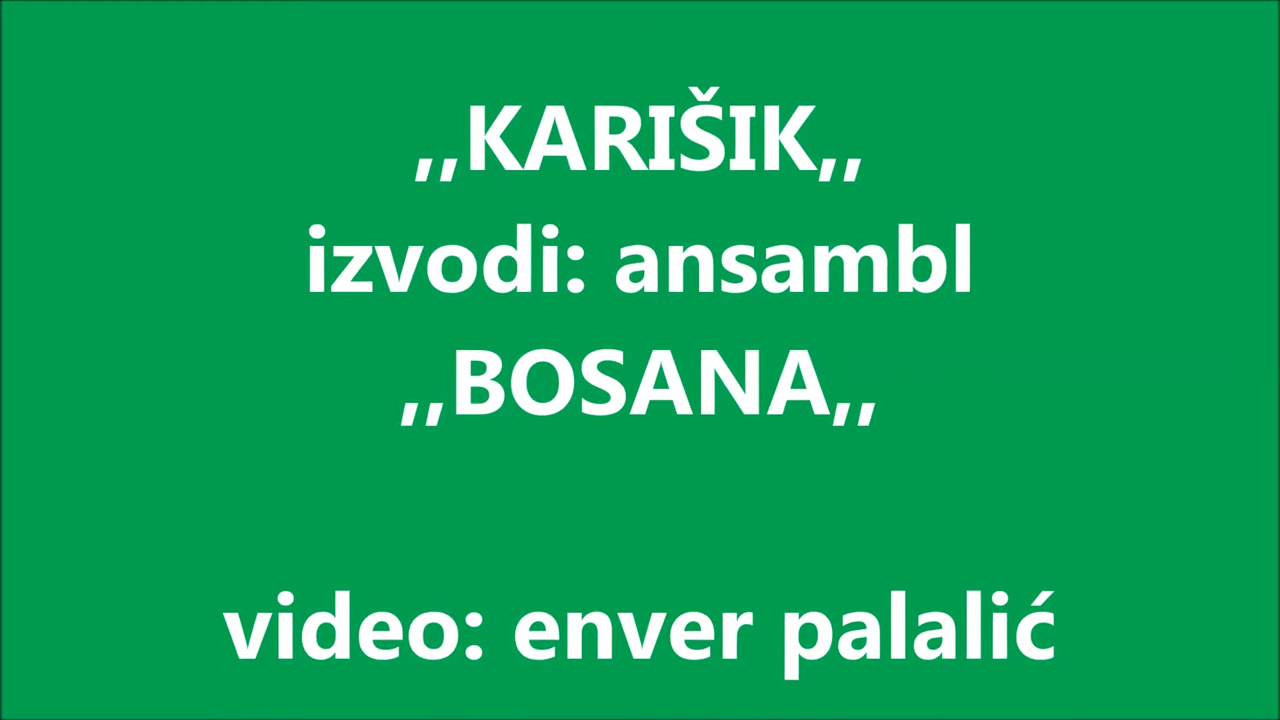 ,,KARIŠIK,,
izvodi: ansambl
,,BOSANA,,
video: enver palalić